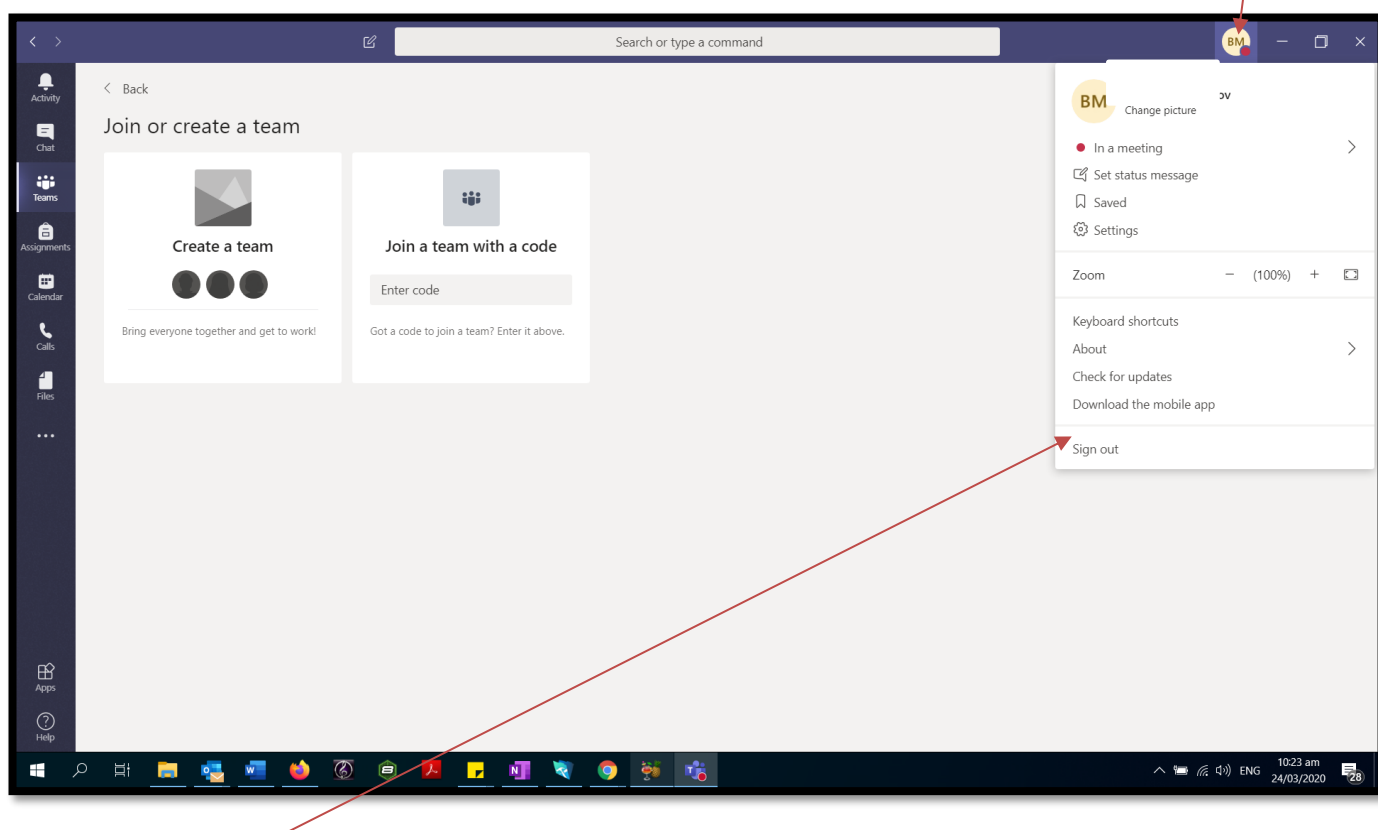 Search or type a command
BM
Activity
Chat
Teams
Assignments
Calendar
Calls
Files
Apps
Help
< Back
Join or create a team
Create a team
Bring everyone together and get to work!
Join a team with a code
Enter code
Got a code to join a team? Enter it above.
BM
Change picture
In a meeting
Set status message
Saved
Settings
Zoom − (100%) +
Keyboard shortcuts
About
Check for updates
Download the mobile app
Sign out
ENG
10:23 am
24/03/2020
28